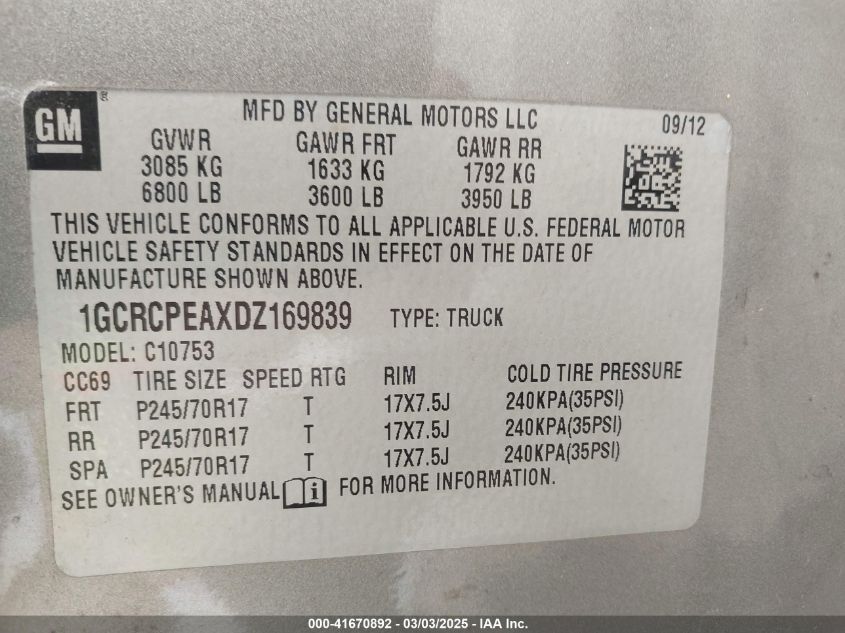 GM
MFD BY GENERAL MOTORS LLC 09/12
GVWR GAWR FRT GAWR RR
3085 KG 1633 KG 1792 KG
6800 LB 3600 LB 3950 LB
THIS VEHICLE CONFORMS TO ALL APPLICABLE U.S. FEDERAL MOTOR
VEHICLE SAFETY STANDARDS IN EFFECT ON THE DATE OF
MANUFACTURE SHOWN ABOVE.
1GCRCPEAXDZ169839 TYPE: TRUCK
MODEL: C10753
CC69 TIRE SIZE SPEED RTG RIM COLD TIRE PRESSURE
FRT P245/70R17 T 17X7.5J 240KPA(35PSI)
RR P245/70R17 T 17X7.5J 240KPA(35PSI)
SPA P245/70R17 T 17X7.5J 240KPA(35PSI)
SEE OWNER'S MANUAL i FOR MORE INFORMATION.
000-41670892 - 03/03/2025 - IAA Inc.